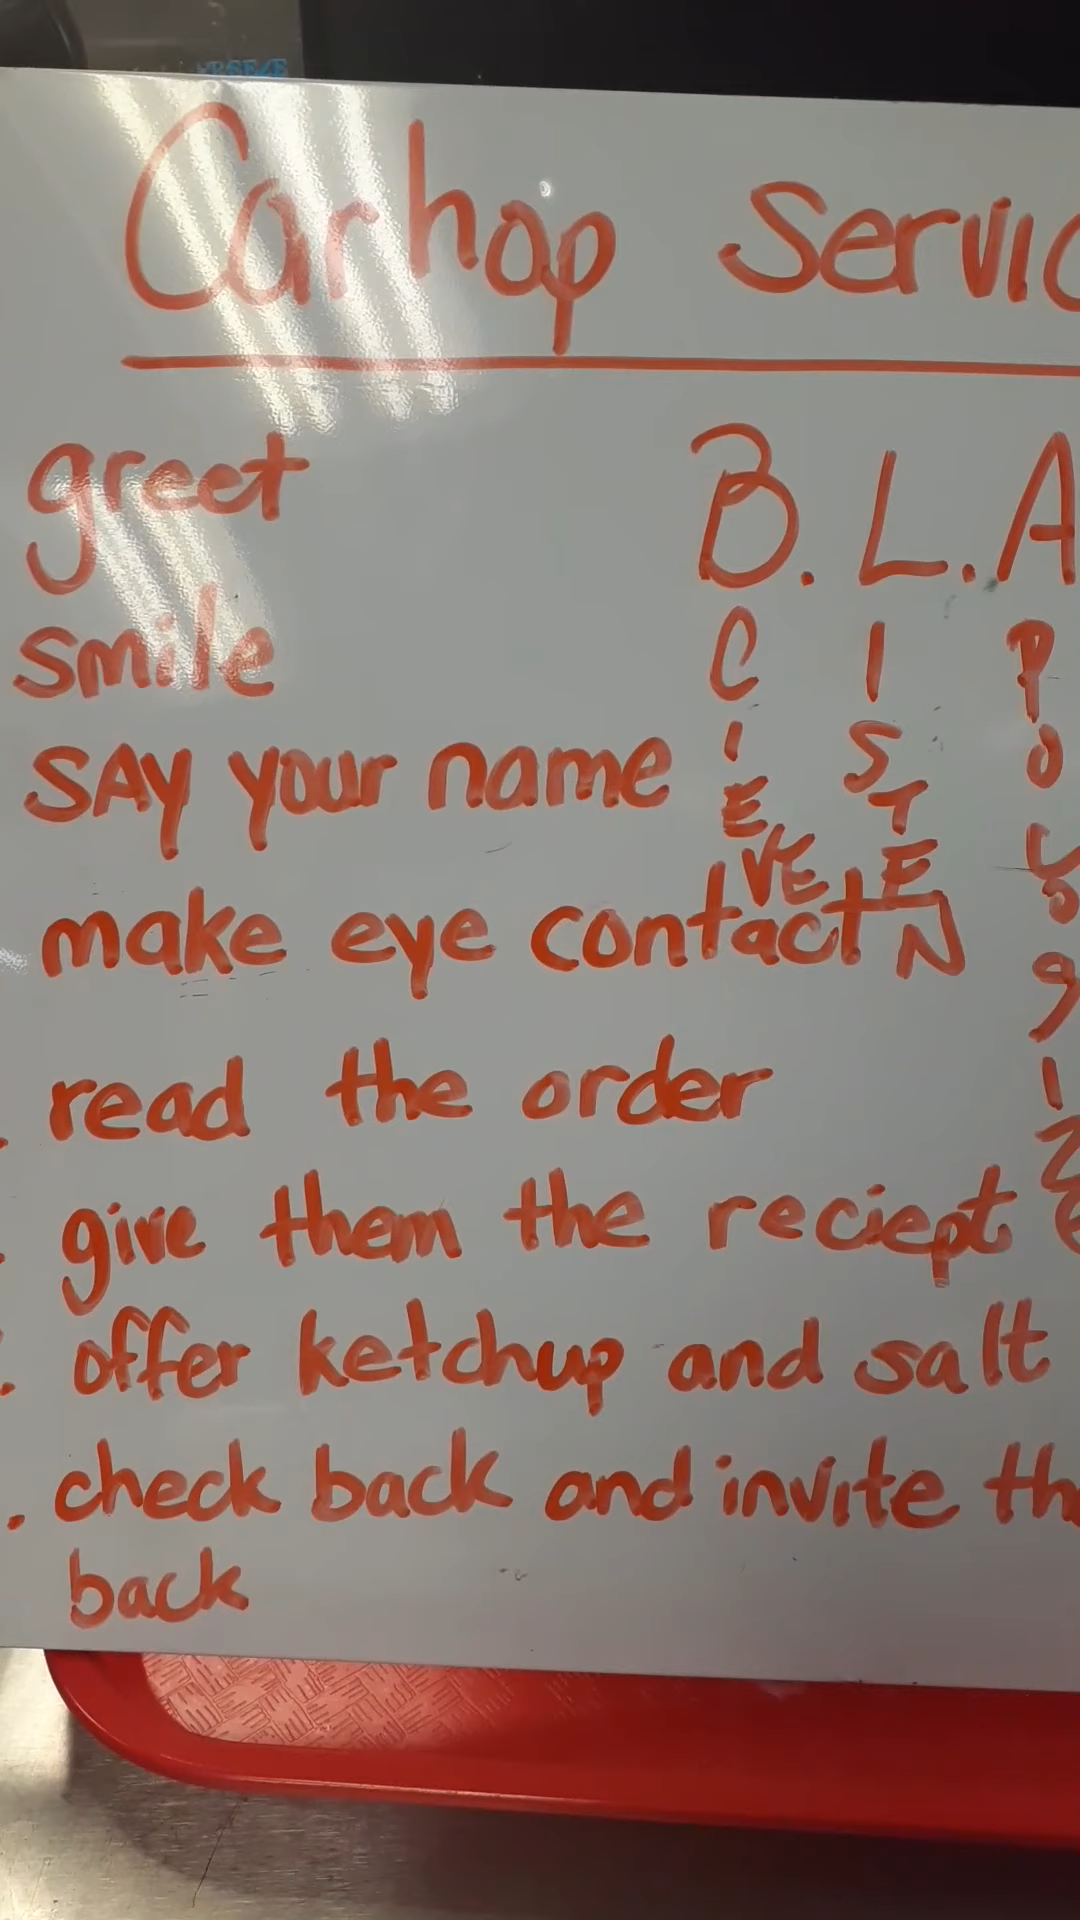 Carhop Servic
greet
smile
SAY your name
make eye contact
read the order
give them the reciept
offer ketchup and salt
check back and invite th
back
B. L. A
C I E VE
I S T E N
P O L O g I Z e